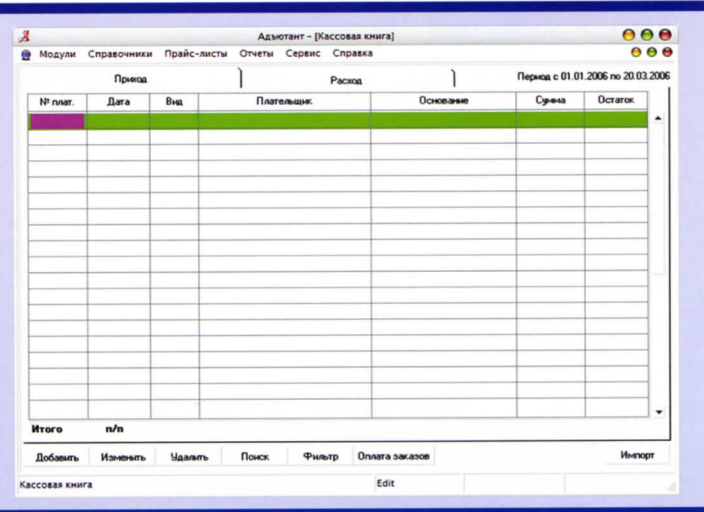 Адъютант – [Кассовая книга]
Модули Справочники Прайс-листы Отчеты Сервис Справка
Приход Расход Период с 01.01.2006 по 20.03.2006
№ плат. Дата Вид Плательщик Основание Сумма Остаток
Итого п/п
Добавить Изменить Удалить Поиск Фильтр Оплата заказов Импорт
Кассовая книга Edit